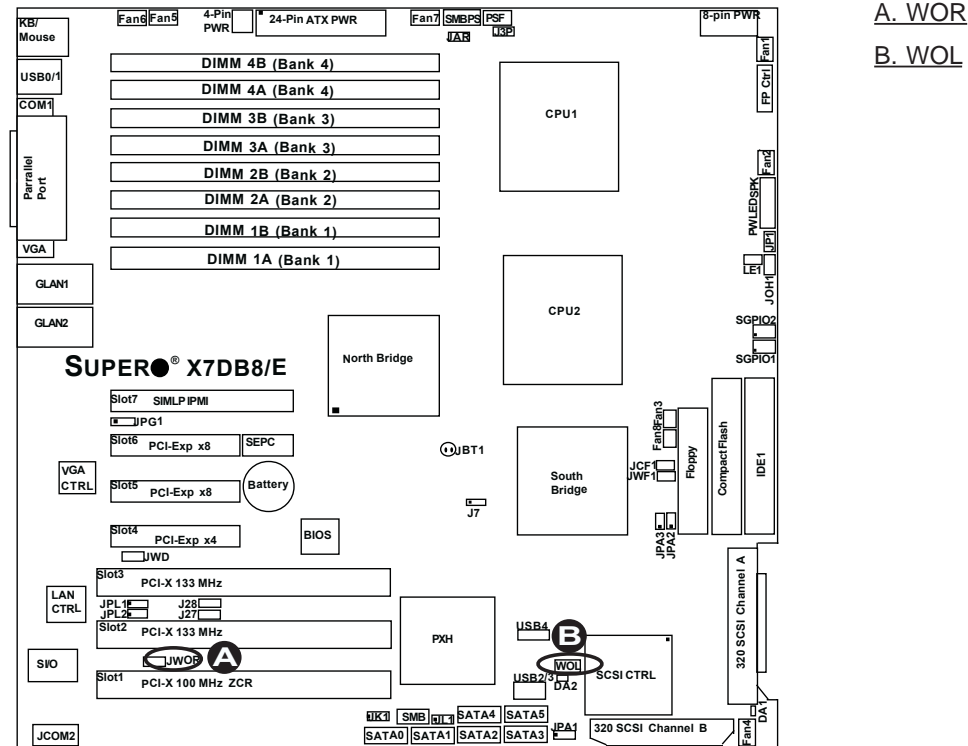 KB/
Mouse
Fan6 Fan5
4-Pin
PWR
24-Pin ATX PWR
Fan7 SMBPS PSF
JAR J3P
8-pin PWR
Fan1
FP Ctrl
A. WOR
B. WOL
USB0/1
COM1
Parrallel
Port
VGA
GLAN1
GLAN2
DIMM 4B (Bank 4)
DIMM 4A (Bank 4)
DIMM 3B (Bank 3)
DIMM 3A (Bank 3)
DIMM 2B (Bank 2)
DIMM 2A (Bank 2)
DIMM 1B (Bank 1)
DIMM 1A (Bank 1)
CPU1
CPU2
Fan2
PWLEDSPK
JP1
LE1
JOH1
SGPIO2
SGPIO1
North Bridge
SUPER® X7DB8/E
Slot7 SIMLP IPMI
JPG1
Slot6 PCI-Exp x8 SEPC
VGA
CTRL
Slot5 PCI-Exp x8
Battery
Slot4 PCI-Exp x4
JWD
BIOS
JBT1
J7
South
Bridge
Fan8 Fan3
JCF1
JWF1
JPA3
JPA2
Floppy
Compact Flash
IDE1
Slot3 PCI-X 133 MHz
LAN
CTRL
JPL1 J28
JPL2 J27
Slot2 PCI-X 133 MHz
JWOR A
SI/O
Slot1 PCI-X 100 MHz ZCR
JCOM2
PXH
USB4
B
WOL
DA2
USB2/3
SCSI CTRL
320 SCSI Channel A
DA1
Fan4
JK1 SMB JL1 SATA4 SATA5
SATA0 SATA1 SATA2 SATA3
JPA1
320 SCSI Channel B